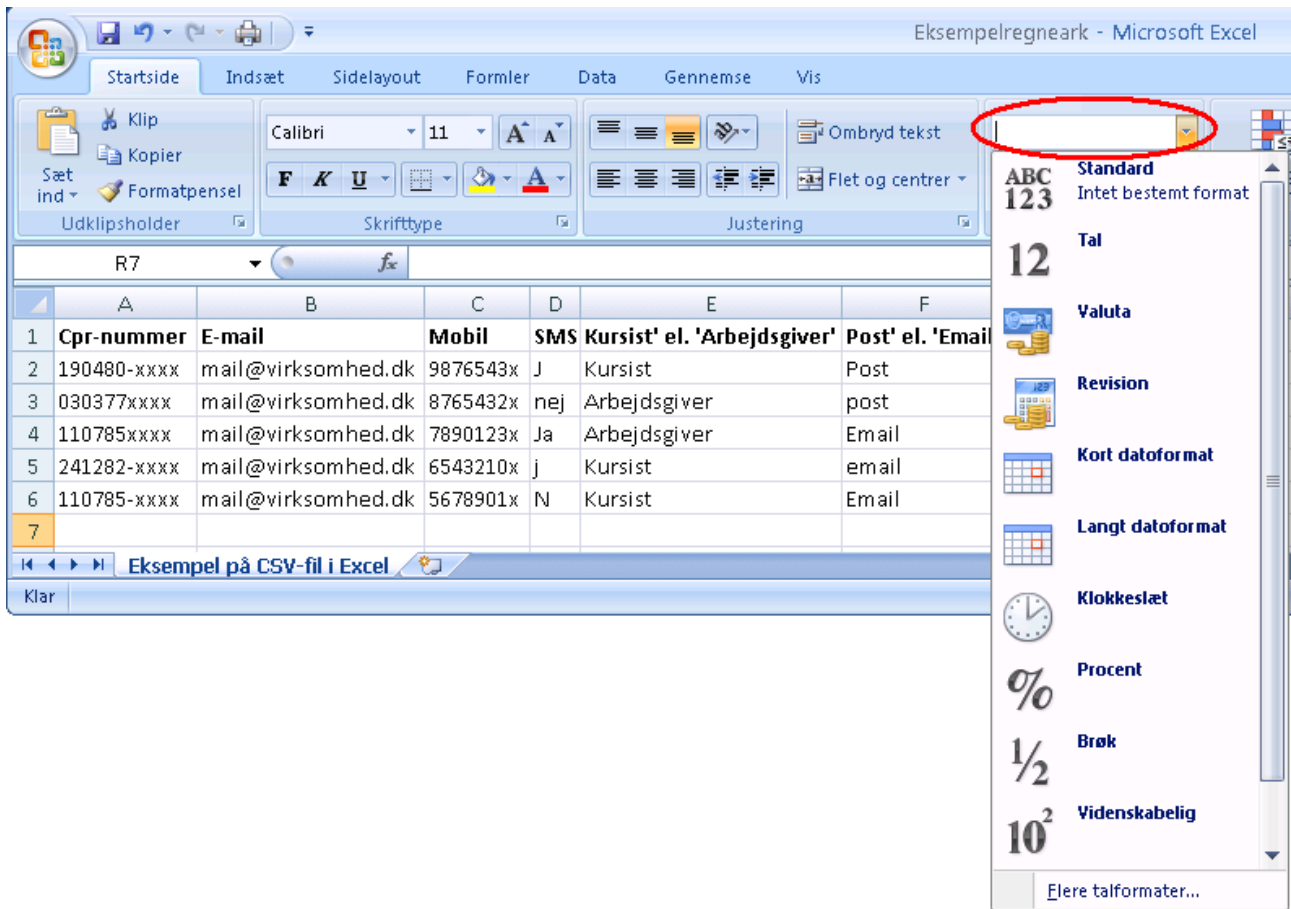 Eksempelregneark - Microsoft Excel
Startside Indsæt Sidelayout Formler Data Gennemse Vis
Klip
Kopier
Formatpensel
Sæt
ind
Udklipsholder
Calibri 11 A A
F K U A
Skrifttype
Ombryd tekst
Flet og centrer
Justering
R7 fx
A B C D E F
1 Cpr-nummer E-mail Mobil SMS Kursist' el. 'Arbejdsgiver' Post' el. 'Email
2 190480-xxxx mail@virksomhed.dk 9876543x J Kursist Post
3 030377xxxx mail@virksomhed.dk 8765432x nej Arbejdsgiver post
4 110785xxxx mail@virksomhed.dk 7890123x Ja Arbejdsgiver Email
5 241282-xxxx mail@virksomhed.dk 6543210x j Kursist email
6 110785-xxxx mail@virksomhed.dk 5678901x N Kursist Email
7
Eksempel på CSV-fil i Excel
Klar
ABC
123
Standard
Intet bestemt format
12 Tal
Valuta
Revision
Kort datoformat
Langt datoformat
Klokkeslæt
% Procent
½ Brøk
10² Videnskabelig
Flere talformater...